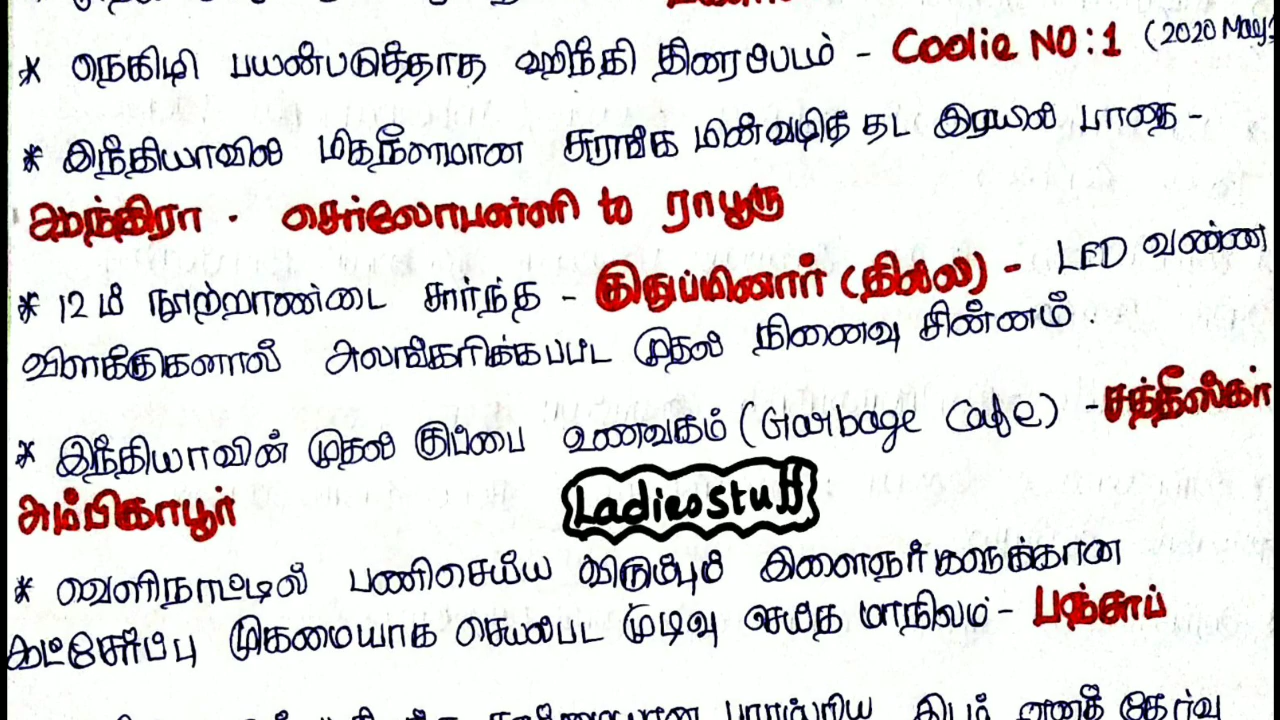 * நெகிழி பயன்படுத்தாத ஹிந்தி திரைப்படம் - Coolie NO:1 (2020 May
* இந்தியாவில் மிகநீளமான சுரங்க மின்வழித் தட இரயில் பாதை -
ஆந்திரா - செர்லோபள்ளி to ராபூரு
* 12ம் நூற்றாண்டை சார்ந்த - குதுப்மினார் (தில்லி) - LED வண்ண
விளக்குகளால் அலங்கரிக்கப்பட்ட முதல் நினைவு சின்னம்.
* இந்தியாவின் முதல் குப்பை உணவகம் (Garbage Cafe) - சத்தீஸ்கர்
அம்பிகாபூர்
Ladiesstuff
* வெளிநாட்டில் பணிசெய்ய விரும்பும் இளைஞர்களுக்கான
ஆட்சேர்ப்பு முகமையாக செயல்பட முடிவு செய்த மாநிலம் - பஞ்சாப்